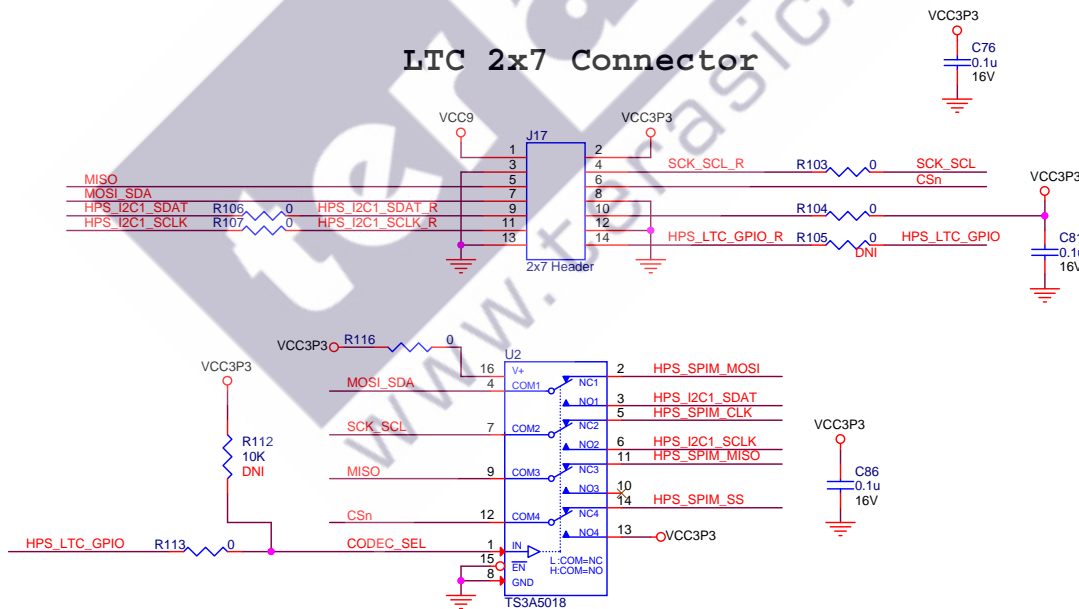 LTC 2x7 Connector
VCC3P3
C76
0.1u
16V
VCC9
VCC3P3
J17
1 2
3 4 SCK_SCL_R R103 0 SCK_SCL
MISO 5 6 CSn
MOSI_SDA 7 8
HPS_I2C1_SDAT R106 0 HPS_I2C1_SDAT_R 9 10 R104 0
HPS_I2C1_SCLK R107 0 HPS_I2C1_SCLK_R 11 12
13 14 HPS_LTC_GPIO_R R105 0 HPS_LTC_GPIO
DNI
2x7 Header
VCC3P3
C81
0.1u
16V
VCC3P3 R116 0
U2
16 V+
MOSI_SDA 4 COM1 NC1 2 HPS_SPIM_MOSI
NO1 3 HPS_I2C1_SDAT
SCK_SCL 7 COM2 NC2 5 HPS_SPIM_CLK
NO2 6 HPS_I2C1_SCLK
MISO 9 COM3 NC3 11 HPS_SPIM_MISO
NO3 10
CSn 12 COM4 NC4 14 HPS_SPIM_SS
NO4 13 VCC3P3
HPS_LTC_GPIO R113 0 CODEC_SEL 1 IN
15 EN
8 GND
L:COM=NC
H:COM=NO
TS3A5018
VCC3P3
R112
10K
DNI
VCC3P3
C86
0.1u
16V
www.terasic